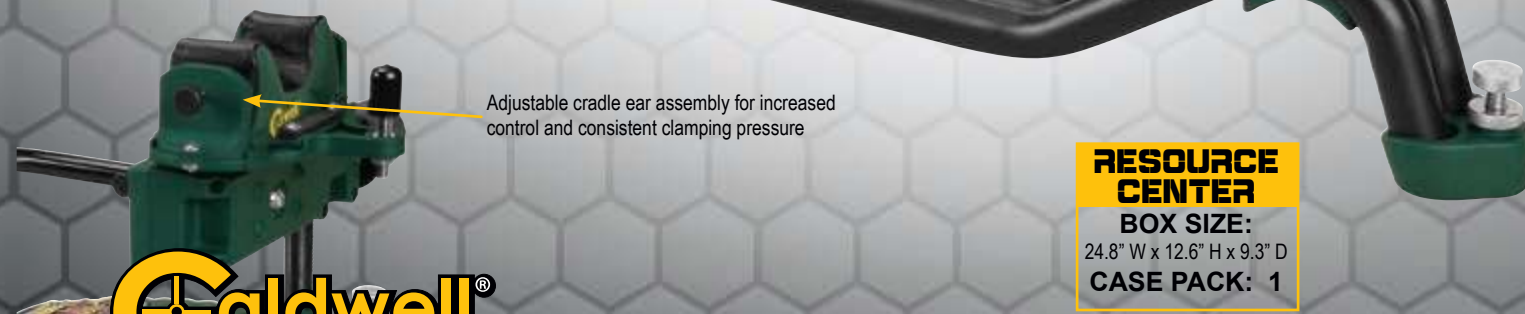 Adjustable cradle ear assembly for increased
control and consistent clamping pressure
RESOURCE
CENTER
BOX SIZE:
24.8” W x 12.6” H x 9.3” D
CASE PACK: 1
Caldwell®